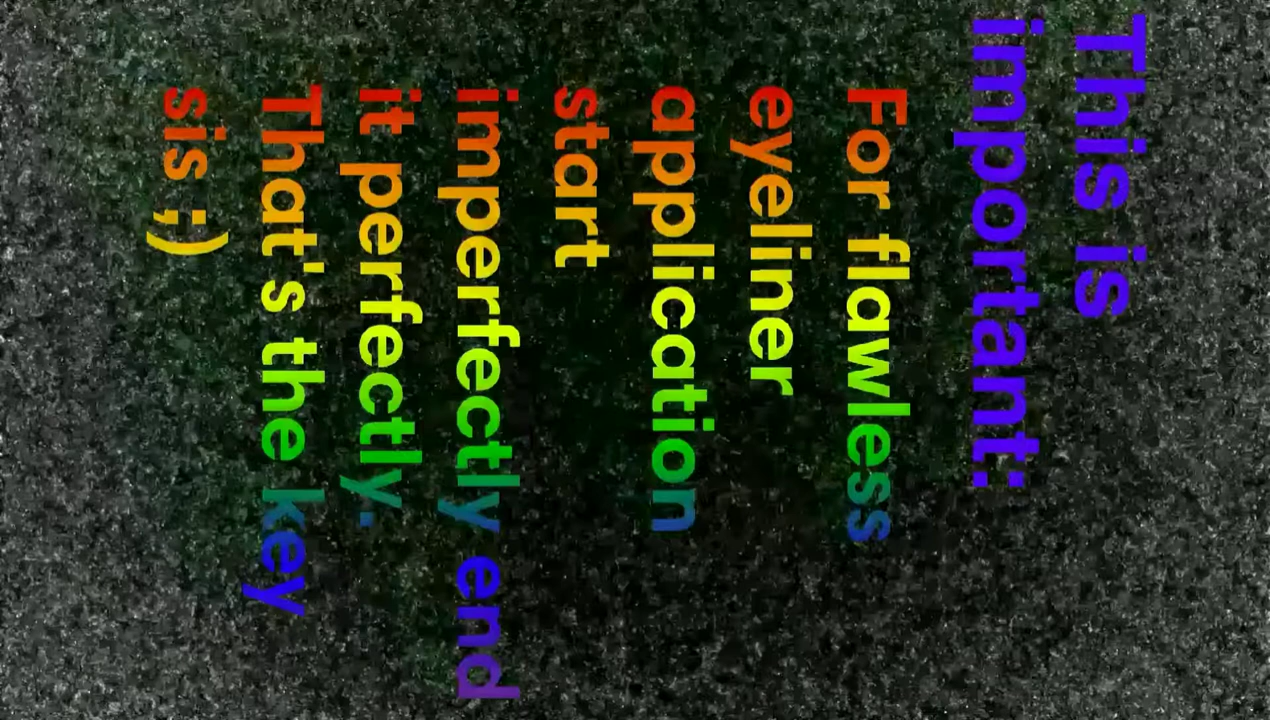 This is
important:
For flawless
eyeliner
application
start
imperfectly end
it perfectly.
That's the key
sis ;)